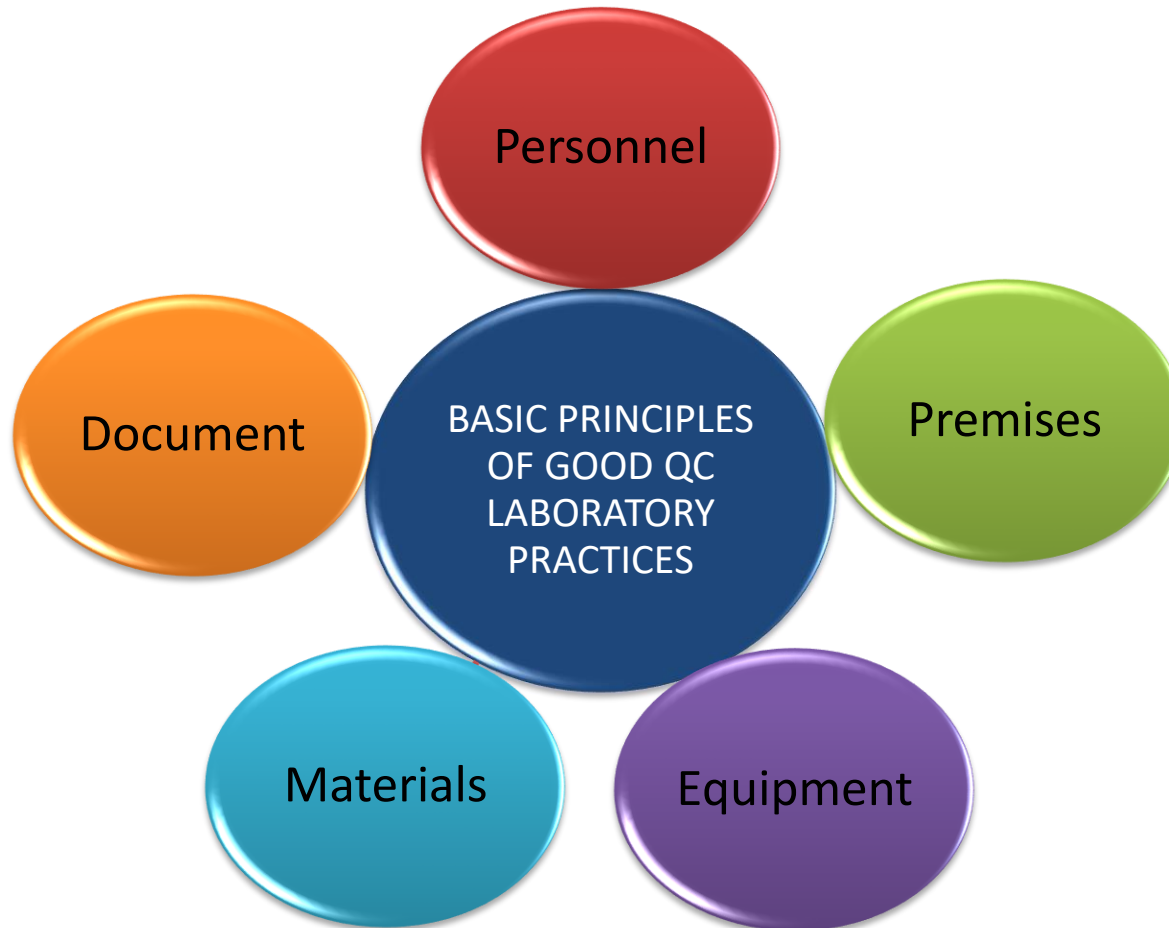 Personnel
Document
BASIC PRINCIPLES
OF GOOD QC
LABORATORY
PRACTICES
Premises
Materials
Equipment